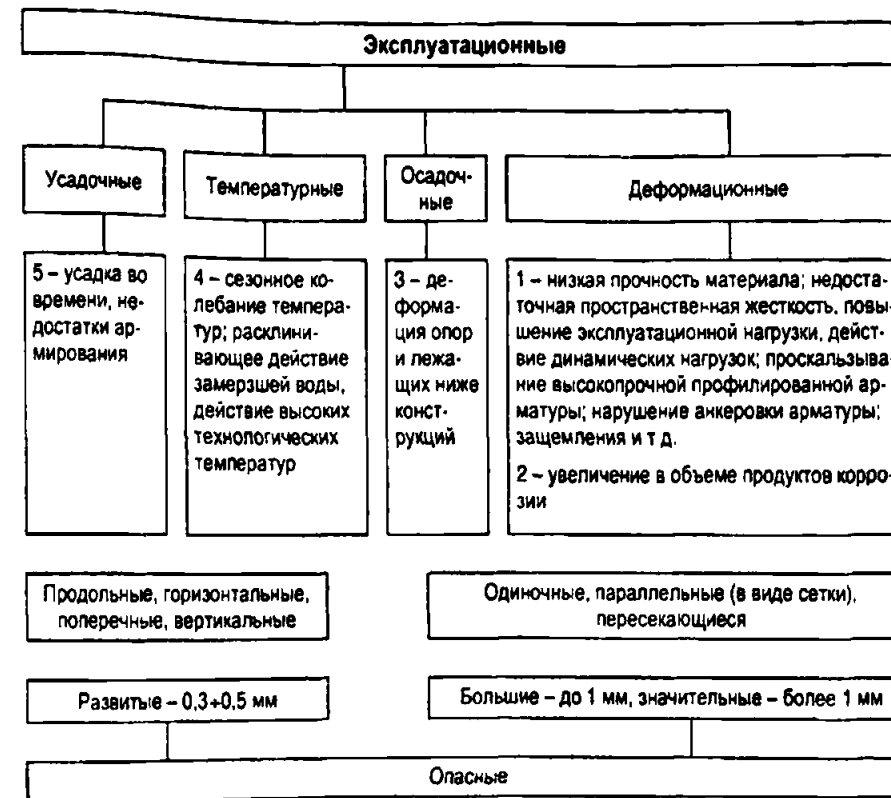 Эксплуатационные
Усадочные
Температурные
Осадоч-
ные
Деформационные
5 – усадка во
времени, не-
достатки ар-
мирования
4 – сезонное ко-
лебание темпера-
тур; расклини-
вающее действие
замерзшей воды,
действие высоких
технологических
температур
3 – де-
форма-
ция опор
и лежа-
щих ниже
конст-
рукций
1 – низкая прочность материала; недоста-
точная пространственная жесткость, повы-
шение эксплуатационной нагрузки, дейст-
вие динамических нагрузок; проскальзыва-
ние высокопрочной профилированной ар-
матуры; нарушение анкеровки арматуры;
защемления и т д.
2 – увеличение в объеме продуктов корро-
зии
Продольные, горизонтальные,
поперечные, вертикальные
Одиночные, параллельные (в виде сетки),
пересекающиеся
Развитые – 0,3+0,5 мм
Большие – до 1 мм, значительные – более 1 мм
Опасные